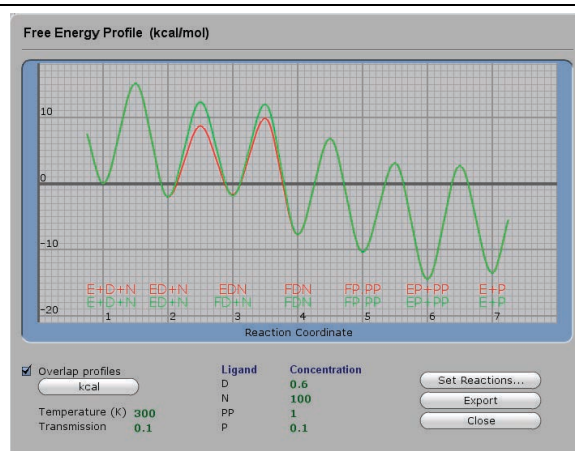 Free Energy Profile (kcal/mol)
10
0
-10
-20
E+D+N ED+N EDN FDN FP PP EP+PP E+P
E+D+N ED+N FD+N FDN FP PP EP+PP E+P
1 2 3 4 5 6 7
Reaction Coordinate
Overlap profiles
kcal
Temperature (K) 300
Transmission 0.1
Ligand Concentration
D 0.6
N 100
PP 1
P 0.1
Set Reactions...
Export
Close